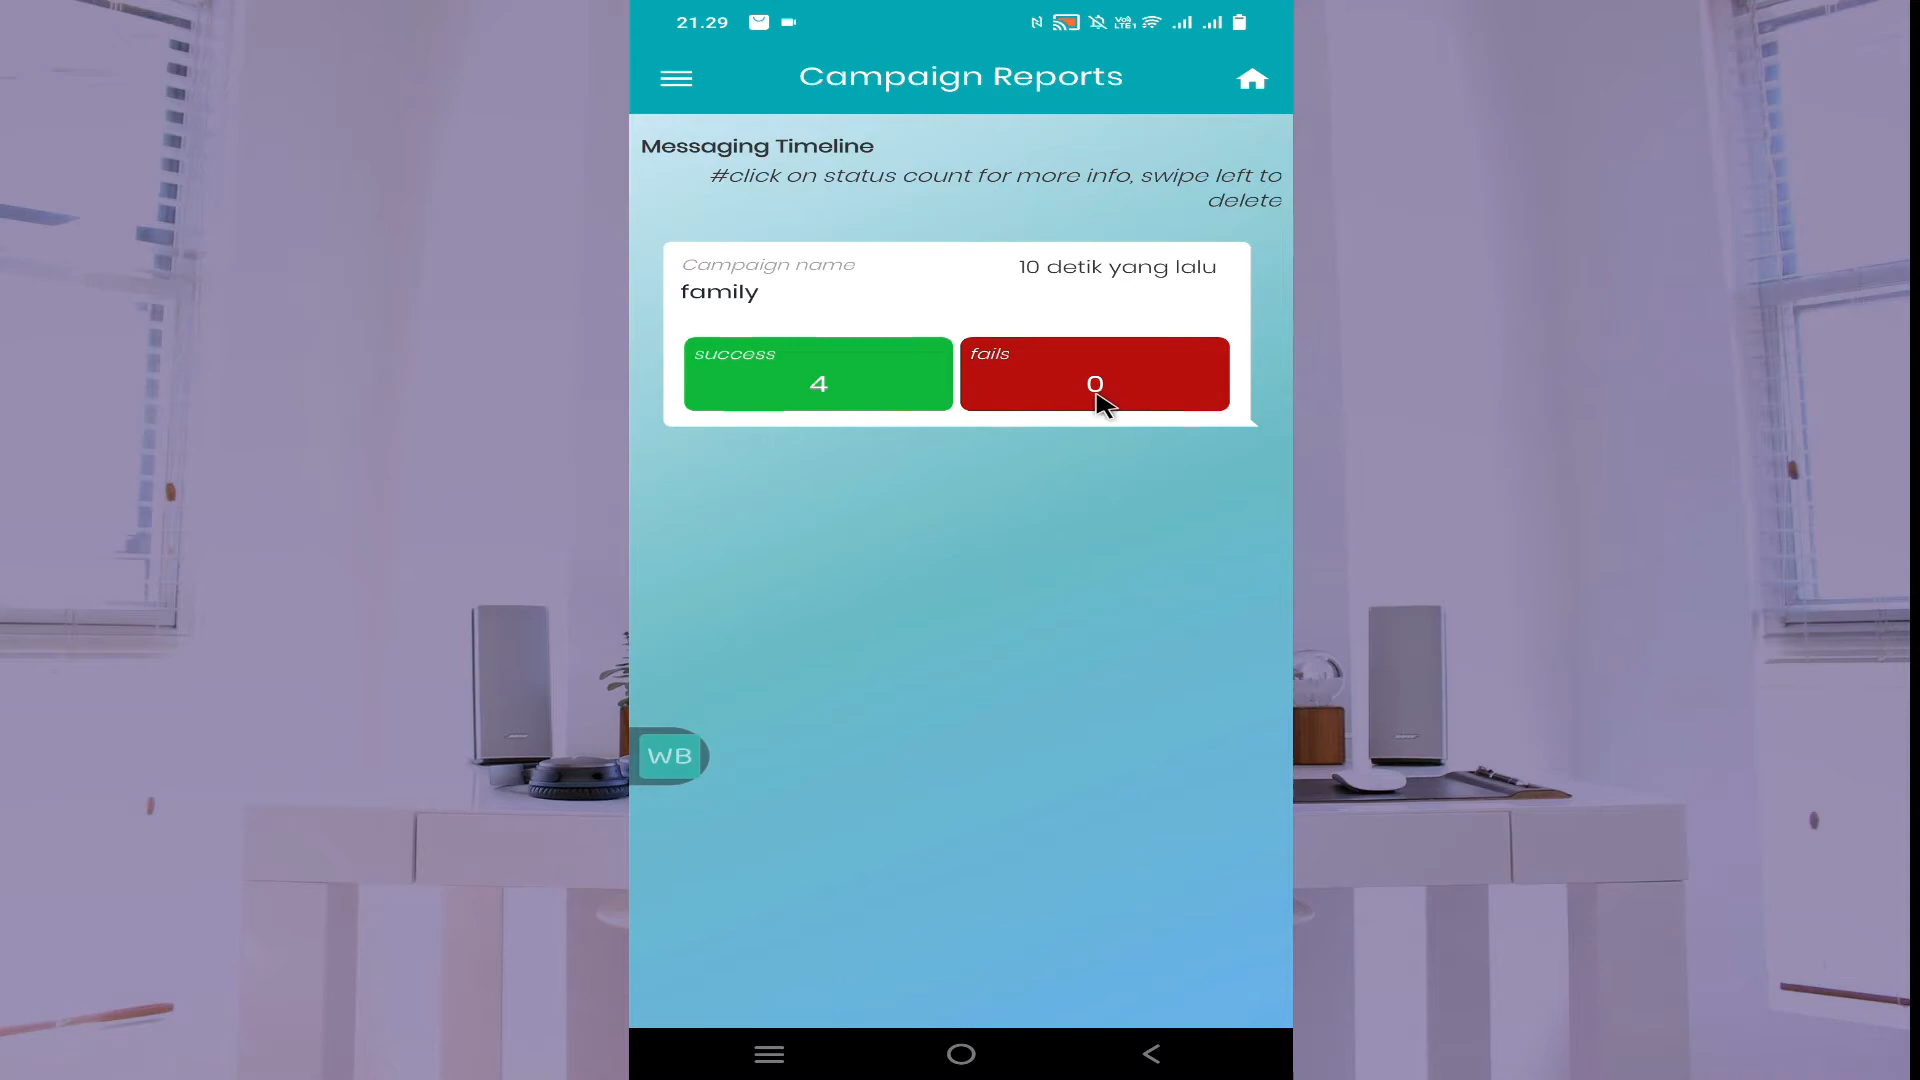 21.29
Campaign Reports
Messaging Timeline
#click on status count for more info, swipe left to
delete
Campaign name
10 detik yang lalu
family
success
4
fails
0
WB